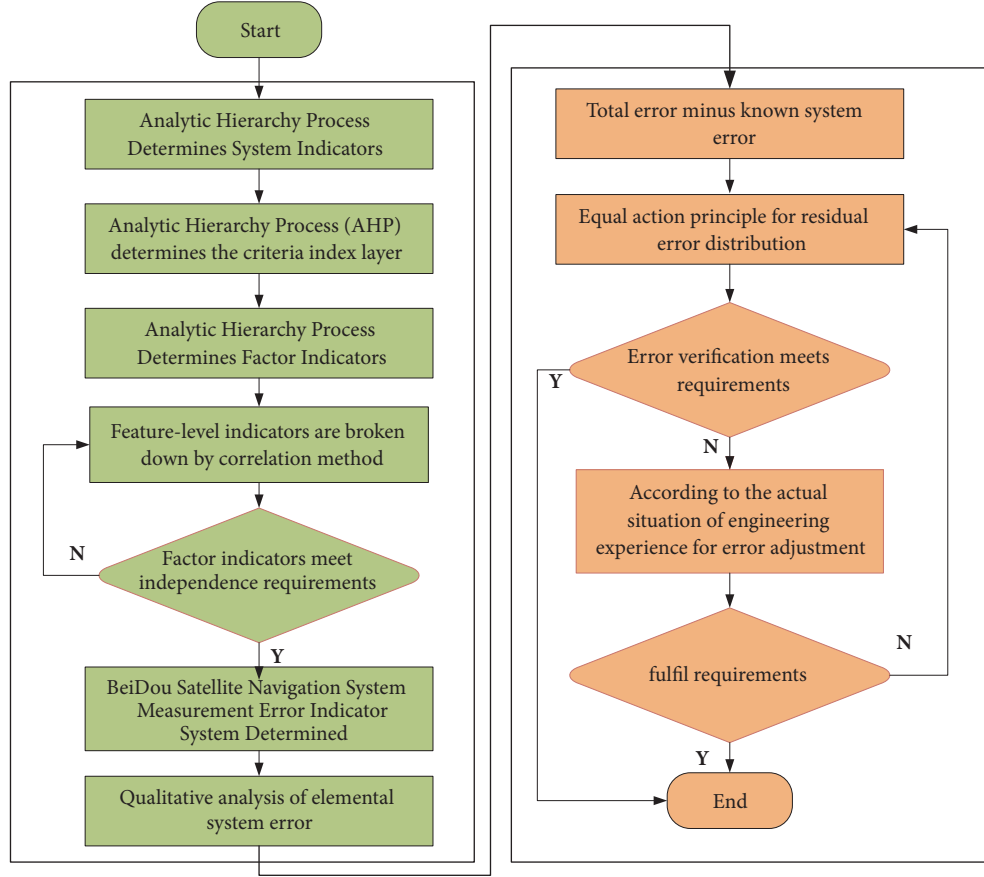 Start
Analytic Hierarchy Process
Determines System Indicators
Analytic Hierarchy Process (AHP)
determines the criteria index layer
Analytic Hierarchy Process
Determines Factor Indicators
Feature-level indicators are broken
down by correlation method
N
Factor indicators meet
independence requirements
Y
BeiDou Satellite Navigation System
Measurement Error Indicator
System Determined
Qualitative analysis of elemental
system error
Total error minus known system
error
Equal action principle for residual
error distribution
Error verification meets
requirements
Y
N
According to the actual
situation of engineering
experience for error adjustment
N
fulfil requirements
Y
End